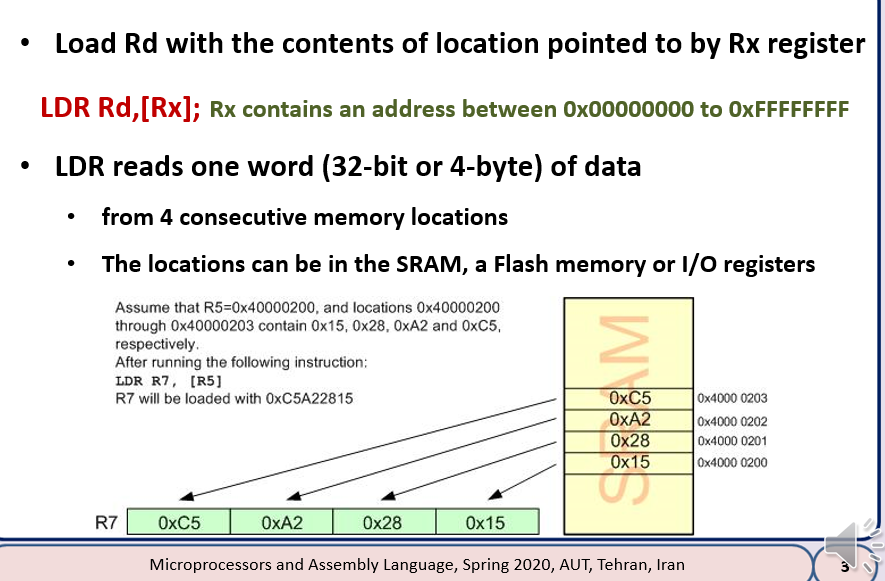 • Load Rd with the contents of location pointed to by Rx register
LDR Rd,[Rx]; Rx contains an address between 0x00000000 to 0xFFFFFFFF
• LDR reads one word (32-bit or 4-byte) of data
• from 4 consecutive memory locations
• The locations can be in the SRAM, a Flash memory or I/O registers
Assume that R5=0x40000200, and locations 0x40000200
through 0x40000203 contain 0x15, 0x28, 0xA2 and 0xC5,
respectively.
After running the following instruction:
LDR R7, [R5]
R7 will be loaded with 0xC5A22815
SRAM
0xC5 0x4000 0203
0xA2 0x4000 0202
0x28 0x4000 0201
0x15 0x4000 0200
R7 0xC5 0xA2 0x28 0x15
Microprocessors and Assembly Language, Spring 2020, AUT, Tehran, Iran
3